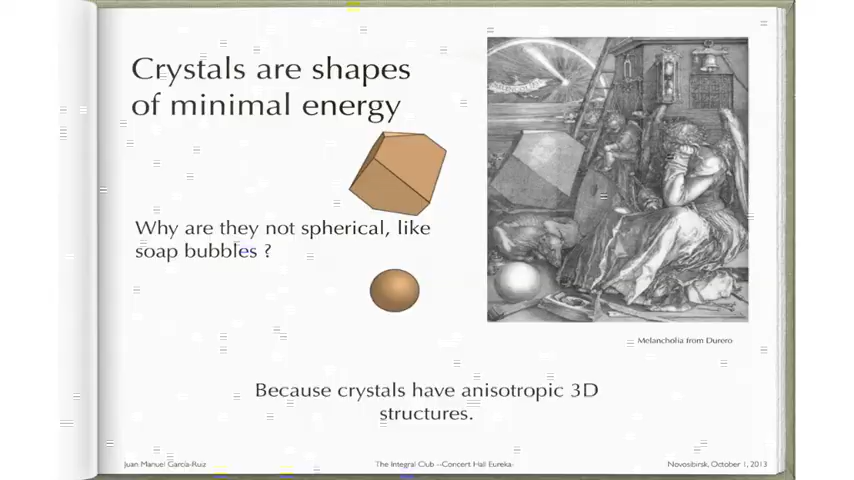 Crystals are shapes
of minimal energy
Why are they not spherical, like
soap bubbles ?
Melancholia from Durero
Because crystals have anisotropic 3D
structures.
Juan Manuel García-Ruiz
The Integral Club --Concert Hall Eureka-
Novosibirsk, October 1, 2013